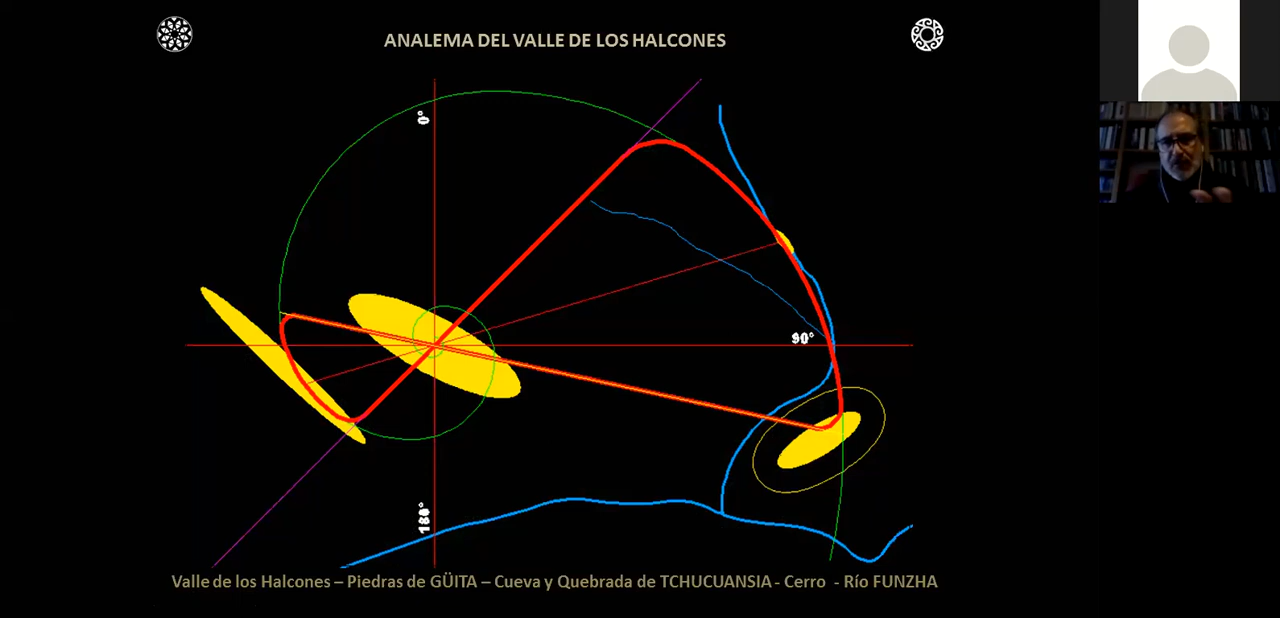 ANALEMA DEL VALLE DE LOS HALCONES
0°
90°
180°
Valle de los Halcones – Piedras de GÜITA – Cueva y Quebrada de TCHUCUANSIA - Cerro - Río FUNZHA